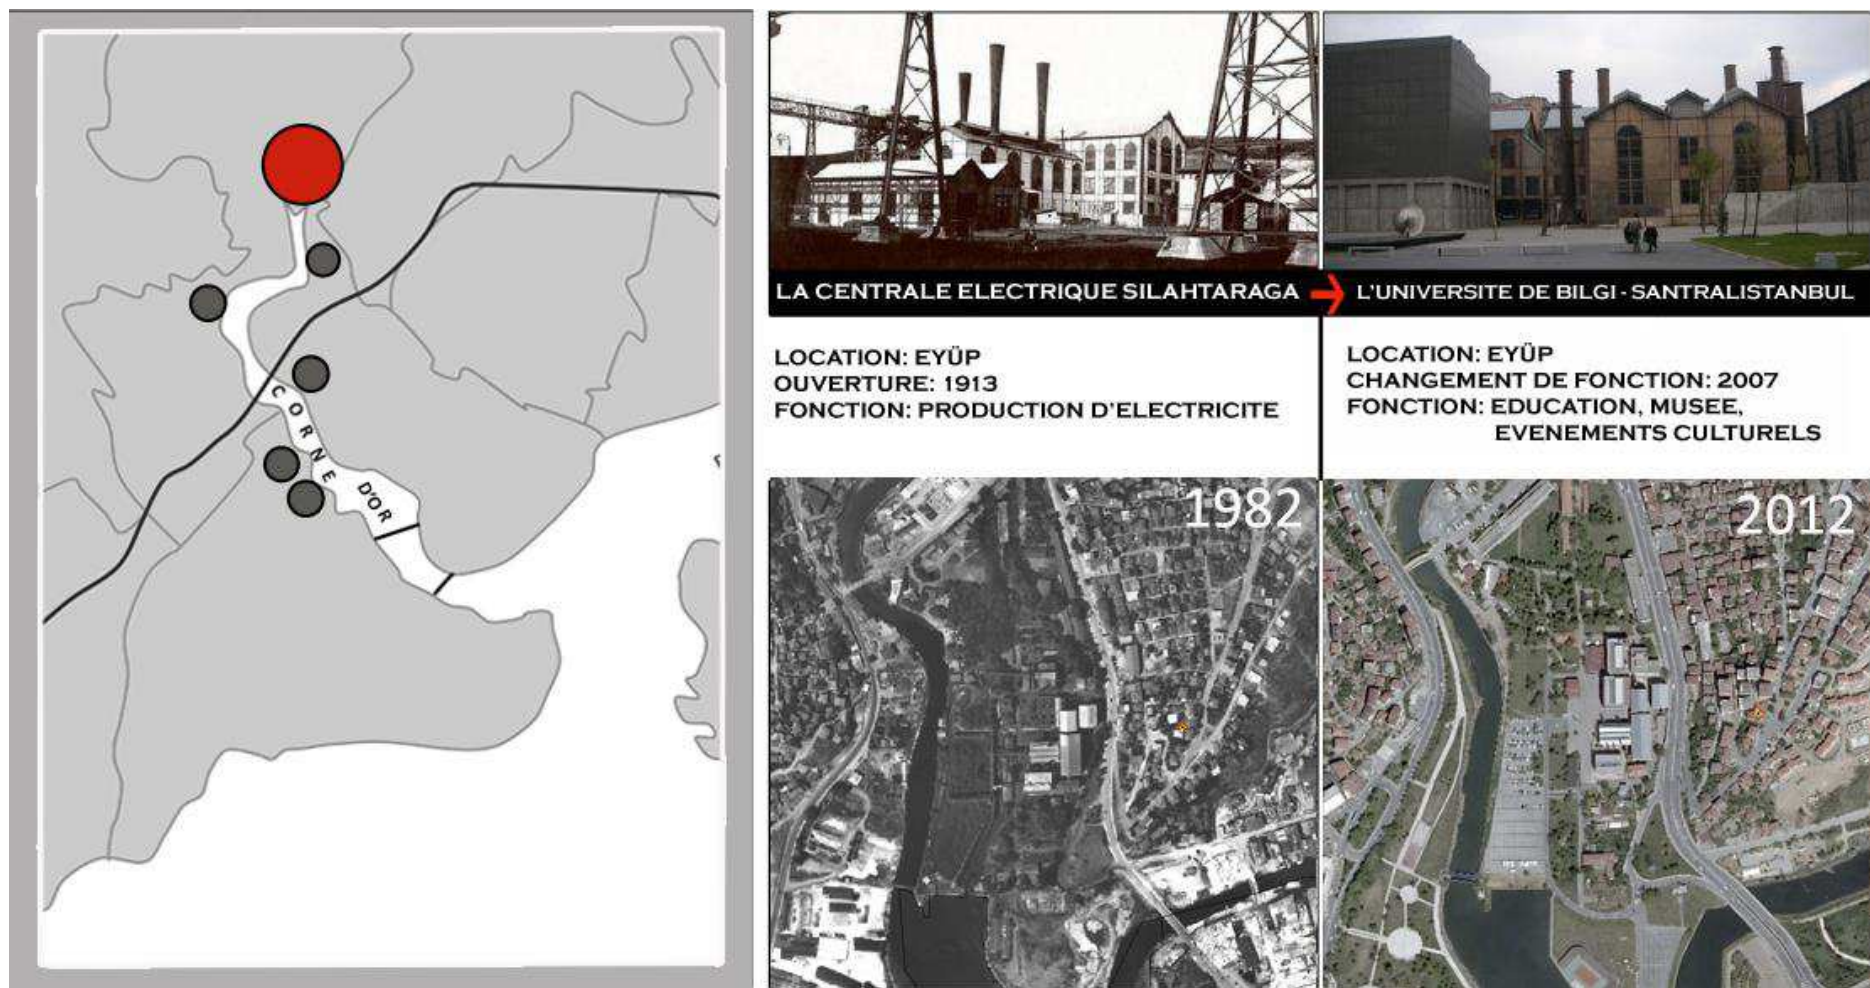 CORNE
D'OR
LA CENTRALE ELECTRIQUE SILAHTARAGA
L'UNIVERSITE DE BILGI - SANTRALISTANBUL
LOCATION: EYÜP
OUVERTURE: 1913
FONCTION: PRODUCTION D'ELECTRICITE
LOCATION: EYÜP
CHANGEMENT DE FONCTION: 2007
FONCTION: EDUCATION, MUSEE,
EVENEMENTS CULTURELS
1982
2012